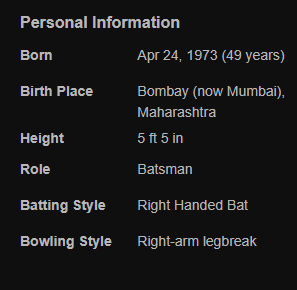 Personal Information
Born Apr 24, 1973 (49 years)
Birth Place Bombay (now Mumbai),
Maharashtra
Height 5 ft 5 in
Role Batsman
Batting Style Right Handed Bat
Bowling Style Right-arm legbreak